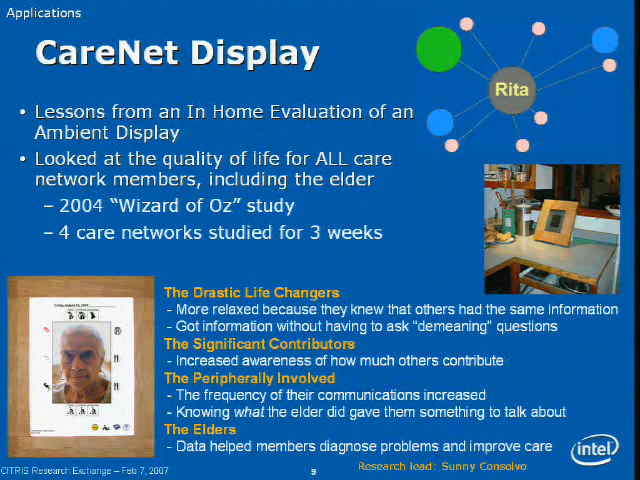 Applications
CareNet Display
Rita
• Lessons from an In Home Evaluation of an
Ambient Display
• Looked at the quality of life for ALL care
network members, including the elder
– 2004 “Wizard of Oz” study
– 4 care networks studied for 3 weeks
The Drastic Life Changers
- More relaxed because they knew that others had the same information
- Got information without having to ask “demeaning” questions
The Significant Contributors
- Increased awareness of how much others contribute
The Peripherally Involved
- The frequency of their communications increased
- Knowing what the elder did gave them something to talk about
The Elders
- Data helped members diagnose problems and improve care
intel
CITRIS Research Exchange – Feb 7, 2007
9
Research lead: Sunny Consolvo